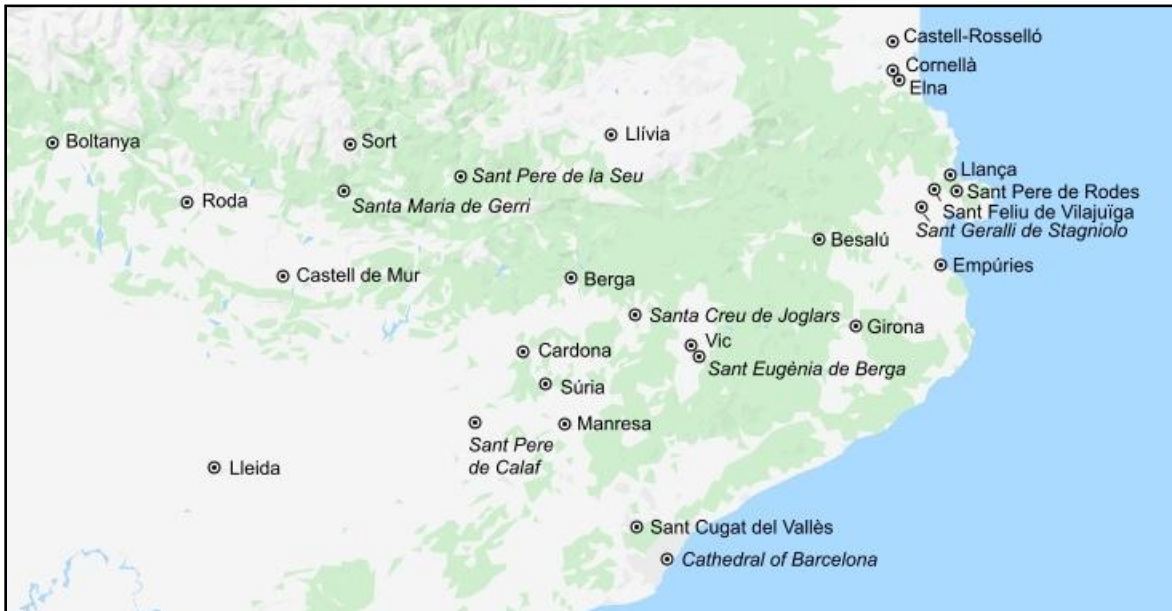 Castell-Rosselló
Cornellà
Elna
Boltanya
Sort
Llívia
Sant Pere de la Seu
Llança
Roda
Santa Maria de Gerri
Sant Pere de Rodes
Sant Feliu de Vilajuïga
Sant Geralli de Stagniolo
Besalú
Castell de Mur
Berga
Empúries
Santa Creu de Joglars
Girona
Vic
Cardona
Sant Eugènia de Berga
Súria
Manresa
Sant Pere
de Calaf
Lleida
Sant Cugat del Vallès
Cathedral of Barcelona